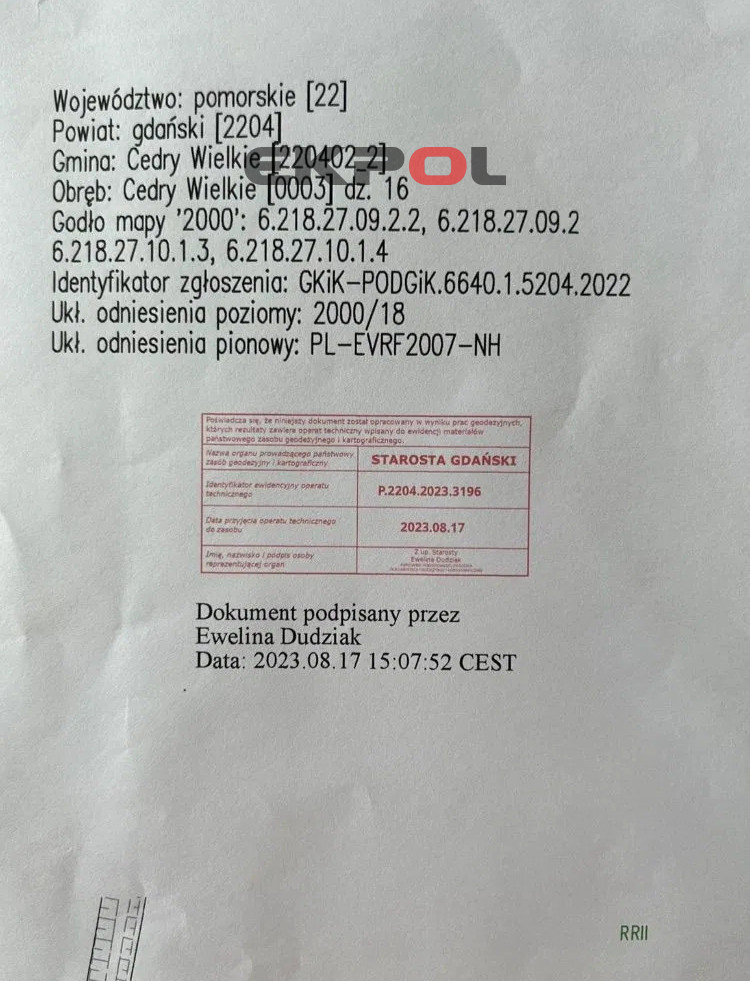 Województwo: pomorskie [22]
Powiat: gdański [2204]
Gmina: Cedry Wielkie [220402_2]
EKPOL
Obręb: Cedry Wielkie [0003] dz. 16
Godło mapy '2000': 6.218.27.09.2.2, 6.218.27.09.2
6.218.27.10.1.3, 6.218.27.10.1.4
Identyfikator zgłoszenia: GKiK-PODGiK.6640.1.5204.2022
Ukł. odniesienia poziomy: 2000/18
Ukł. odniesienia pionowy: PL-EVRF2007-NH
Poświadcza się, że niniejszy dokument został opracowany w wyniku prac geodezyjnych,
których rezultaty zawiera operat techniczny wpisany do ewidencji materiałów
państwowego zasobu geodezyjnego i kartograficznego.
Nazwa organu prowadzącego państwowy
zasób geodezyjny i kartograficzny
STAROSTA GDAŃSKI
Identyfikator ewidencyjny operatu
technicznego
P.2204.2023.3196
Data przyjęcia operatu technicznego
do zasobu
2023.08.17
Imię, nazwisko i podpis osoby
reprezentującej organ
Z up. Starosty
Ewelina Dudziak
Dokument podpisany przez
Ewelina Dudziak
Data: 2023.08.17 15:07:52 CEST
RRII